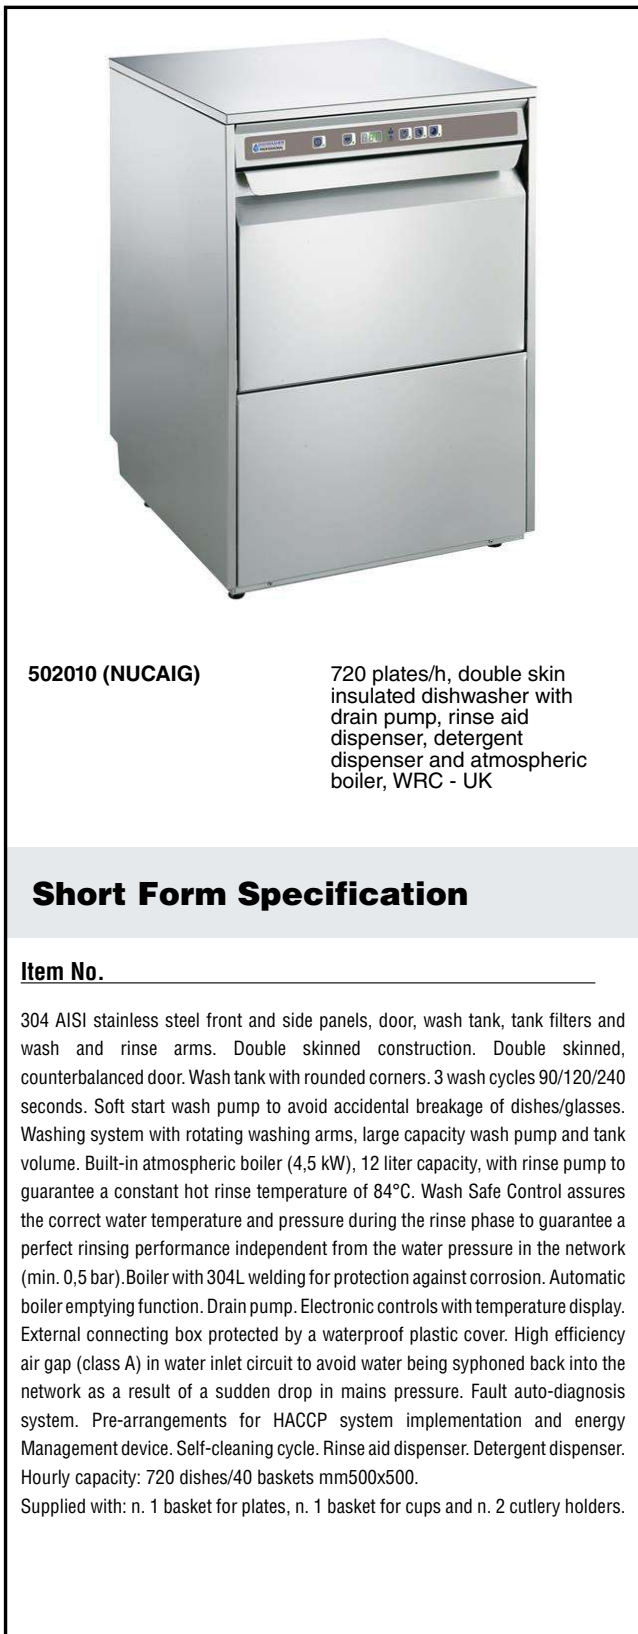 502010 (NUCAIG)
720 plates/h, double skin
insulated dishwasher with
drain pump, rinse aid
dispenser, detergent
dispenser and atmospheric
boiler, WRC - UK
Short Form Specification
Item No.
304 AISI stainless steel front and side panels, door, wash tank, tank filters and
wash and rinse arms. Double skinned construction. Double skinned,
counterbalanced door. Wash tank with rounded corners. 3 wash cycles 90/120/240
seconds. Soft start wash pump to avoid accidental breakage of dishes/glasses.
Washing system with rotating washing arms, large capacity wash pump and tank
volume. Built-in atmospheric boiler (4,5 kW), 12 liter capacity, with rinse pump to
guarantee a constant hot rinse temperature of 84°C. Wash Safe Control assures
the correct water temperature and pressure during the rinse phase to guarantee a
perfect rinsing performance independent from the water pressure in the network
(min. 0,5 bar).Boiler with 304L welding for protection against corrosion. Automatic
boiler emptying function. Drain pump. Electronic controls with temperature display.
External connecting box protected by a waterproof plastic cover. High efficiency
air gap (class A) in water inlet circuit to avoid water being syphoned back into the
network as a result of a sudden drop in mains pressure. Fault auto-diagnosis
system. Pre-arrangements for HACCP system implementation and energy
Management device. Self-cleaning cycle. Rinse aid dispenser. Detergent dispenser.
Hourly capacity: 720 dishes/40 baskets mm500x500.
Supplied with: n. 1 basket for plates, n. 1 basket for cups and n. 2 cutlery holders.